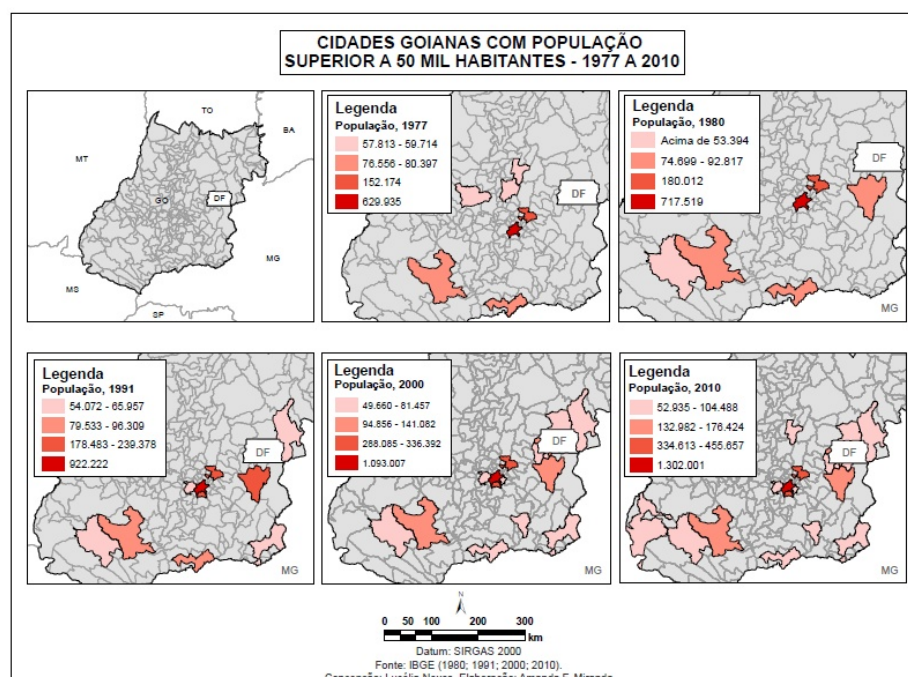 CIDADES GOIANAS COM POPULAÇÃO
SUPERIOR A 50 MIL HABITANTES - 1977 A 2010
TO
BA
MT
GO
DF
MG
MS
SP
Legenda
População, 1977
57.813 - 59.714
76.556 - 80.397
152.174
629.935
DF
Legenda
População, 1980
Acima de 53.394
74.699 - 92.817
180.012
717.519
DF
MG
Legenda
População, 1991
54.072 - 65.957
79.533 - 96.309
178.483 - 239.378
922.222
DF
MG
Legenda
População, 2000
49.660 - 81.457
94.856 - 141.082
288.085 - 336.392
1.093.007
DF
MG
Legenda
População, 2010
52.935 - 104.488
132.982 - 176.424
334.613 - 455.657
1.302.001
DF
MG
N
0 50 100 200 300
km
Datum: SIRGAS 2000
Fonte: IBGE (1980; 1991; 2000; 2010).
Concepção: Lucélia Naves. Elaboração: Amanda F. Miranda